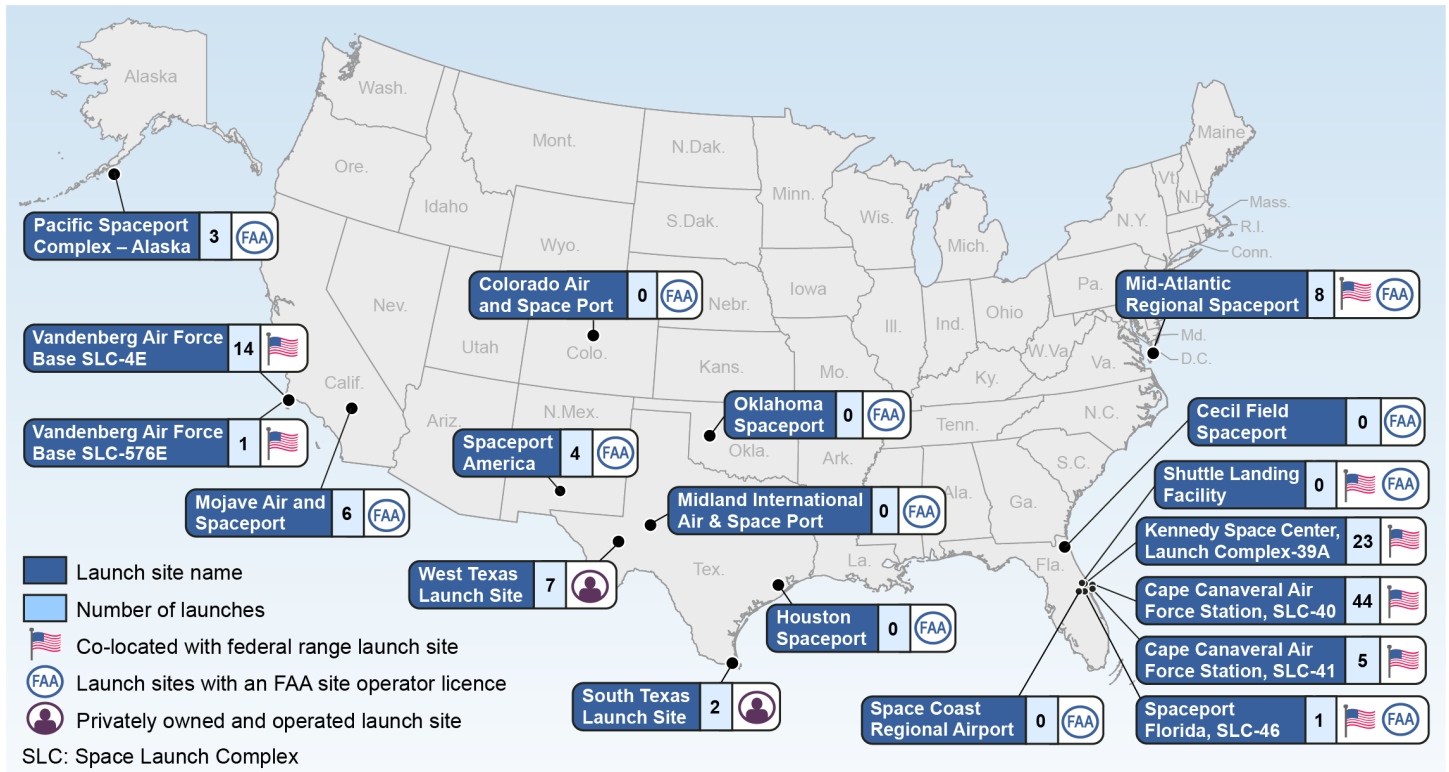 Alaska
Wash.
Mont.
N.Dak.
Minn.
Maine
Ore.
Idaho
S.Dak.
Wis.
Mich.
Vt.
N.H.
N.Y.
Mass.
R.I.
Conn.
Pacific Spaceport
Complex – Alaska
3
FAA
Wyo.
Nev.
Colorado Air
and Space Port
0
FAA
Nebr.
Iowa
Ill.
Ind.
Ohio
Pa.
Mid-Atlantic
Regional Spaceport
8
FAA
Md.
D.C.
Vandenberg Air Force
Base SLC-4E
14
Utah
Colo.
Kans.
Mo.
Ky.
W.Va.
Va.
Calif.
Vandenberg Air Force
Base SLC-576E
1
Ariz.
N.Mex.
Oklahoma
Spaceport
0
FAA
Okla.
Ark.
Tenn.
N.C.
S.C.
Cecil Field
Spaceport
0
FAA
Spaceport
America
4
FAA
Mojave Air and
Spaceport
6
FAA
Midland International
Air & Space Port
0
FAA
Ala.
Ga.
Shuttle Landing
Facility
0
FAA
Kennedy Space Center,
Launch Complex-39A
23
West Texas
Launch Site
7
Tex.
La.
Fla.
Cape Canaveral Air
Force Station, SLC-40
44
Houston
Spaceport
0
FAA
Cape Canaveral Air
Force Station, SLC-41
5
South Texas
Launch Site
2
Space Coast
Regional Airport
0
FAA
Spaceport
Florida, SLC-46
1
FAA
Launch site name
Number of launches
Co-located with federal range launch site
FAA
Launch sites with an FAA site operator licence
Privately owned and operated launch site
SLC: Space Launch Complex